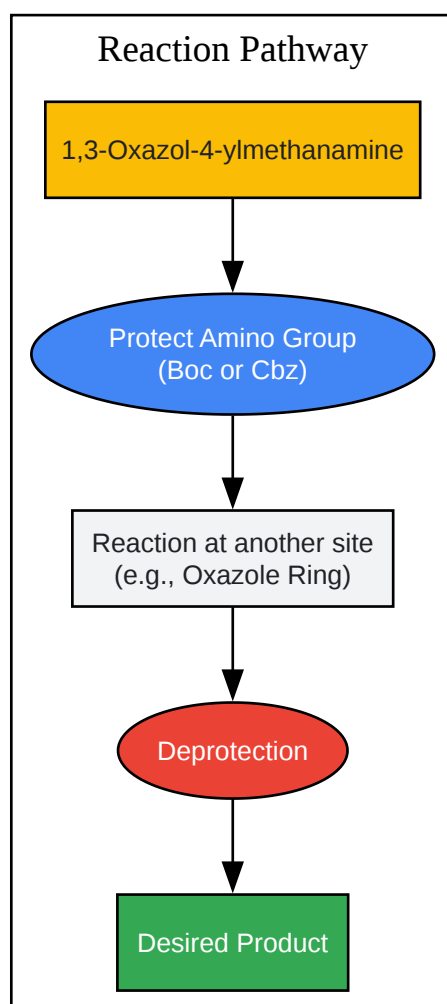 Reaction Pathway
1,3-Oxazol-4-ylmethanamine
Protect Amino Group
(Boc or Cbz)
Reaction at another site
(e.g., Oxazole Ring)
Deprotection
Desired Product